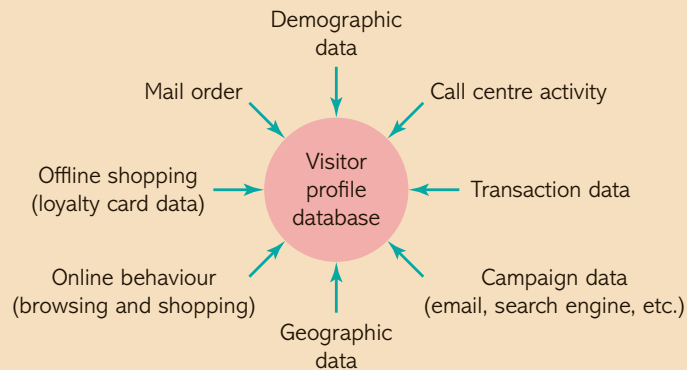 Demographic
data
Mail order
Call centre activity
Offline shopping
(loyalty card data)
Visitor
profile
database
Transaction data
Online behaviour
(browsing and shopping)
Campaign data
(email, search engine, etc.)
Geographic
data